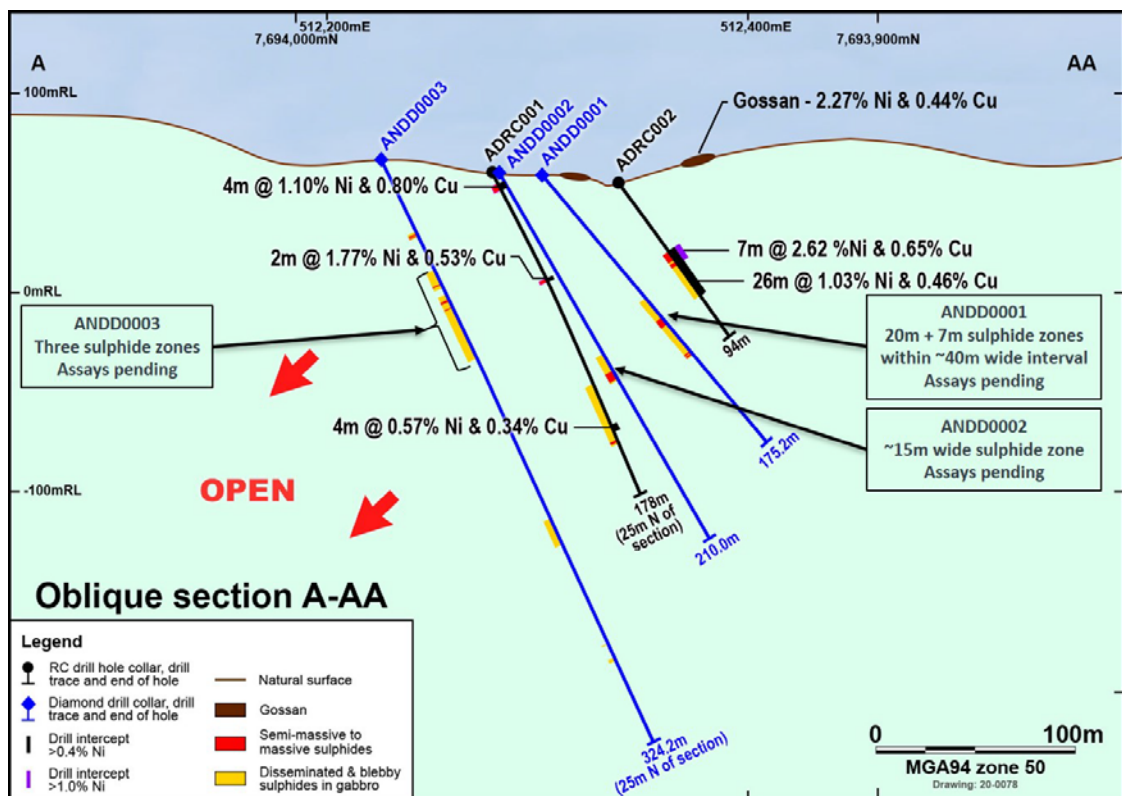 512,200mE
7,694,000mN
512,400mE
7,693,900mN
A
AA
100mRL
ANDD0003
ADRC001
ANDD0002
ANDD0001
ADRC002
Gossan - 2.27% Ni & 0.44% Cu
4m @ 1.10% Ni & 0.80% Cu
2m @ 1.77% Ni & 0.53% Cu
7m @ 2.62 %Ni & 0.65% Cu
26m @ 1.03% Ni & 0.46% Cu
0mRL
ANDD0003
Three sulphide zones
Assays pending
94m
ANDD0001
20m + 7m sulphide zones
within ~40m wide interval
Assays pending
4m @ 0.57% Ni & 0.34% Cu
175.2m
ANDD0002
~15m wide sulphide zone
Assays pending
-100mRL
OPEN
178m
(25m N of
section)
210.0m
324.2m
(25m N of section)
Oblique section A-AA
Legend
RC drill hole collar, drill
trace and end of hole
Diamond drill collar, drill
trace and end of hole
Drill intercept
>0.4% Ni
Drill intercept
>1.0% Ni
Natural surface
Gossan
Semi-massive to
massive sulphides
Disseminated & blebby
sulphides in gabbro
0
100m
MGA94 zone 50
Drawing: 20-0078